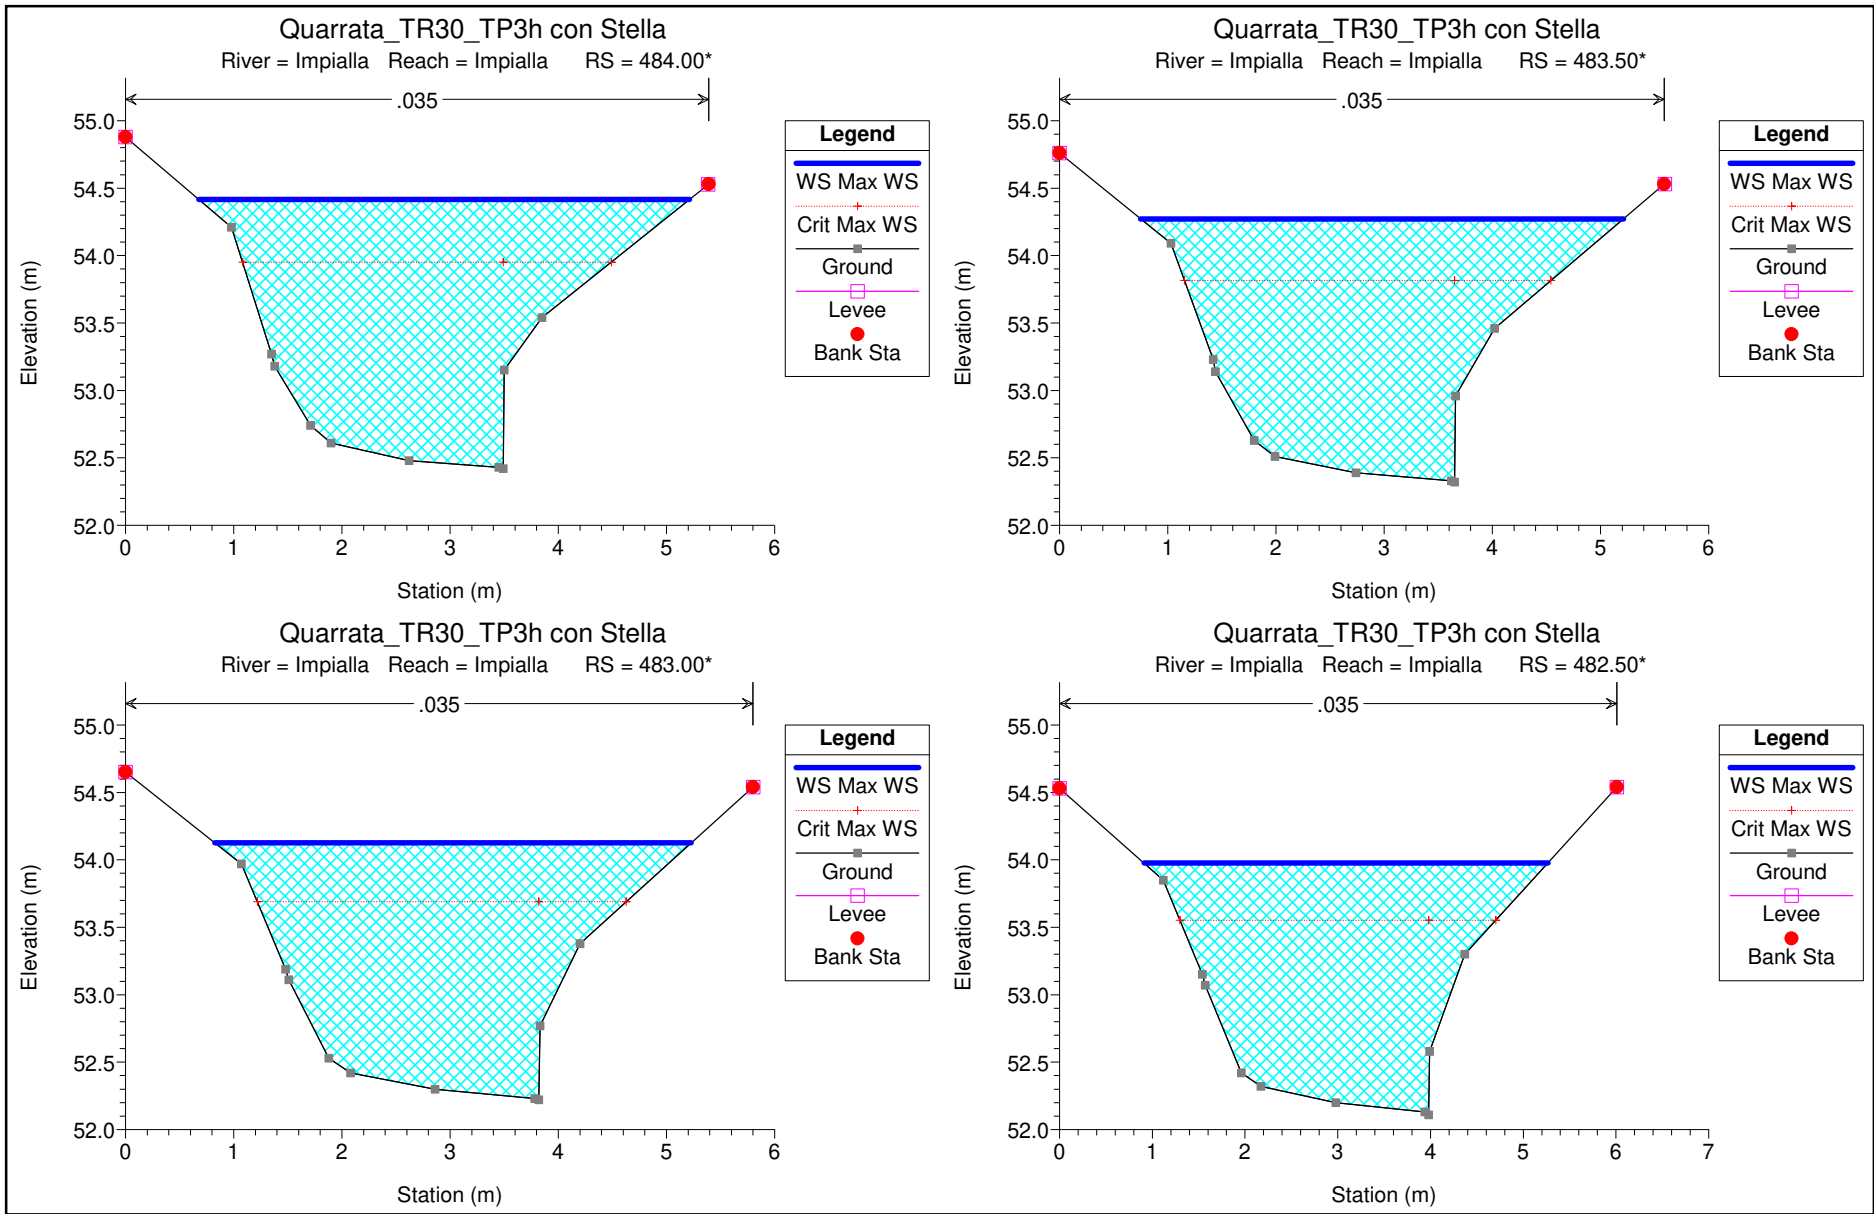 Quarrata_TR30_TP3h con Stella
River = Impialla Reach = Impialla RS = 484.00*
.035
55.0
54.5
54.0
53.5
53.0
52.5
52.0
0 1 2 3 4 5 6
Station (m)
Elevation (m)
Legend
WS Max WS
Crit Max WS
Ground
Levee
Bank Sta
Quarrata_TR30_TP3h con Stella
River = Impialla Reach = Impialla RS = 483.50*
.035
55.0
54.5
54.0
53.5
53.0
52.5
52.0
0 1 2 3 4 5 6
Station (m)
Elevation (m)
Legend
WS Max WS
Crit Max WS
Ground
Levee
Bank Sta
Quarrata_TR30_TP3h con Stella
River = Impialla Reach = Impialla RS = 483.00*
.035
55.0
54.5
54.0
53.5
53.0
52.5
52.0
0 1 2 3 4 5 6
Station (m)
Elevation (m)
Legend
WS Max WS
Crit Max WS
Ground
Levee
Bank Sta
Quarrata_TR30_TP3h con Stella
River = Impialla Reach = Impialla RS = 482.50*
.035
55.0
54.5
54.0
53.5
53.0
52.5
52.0
0 1 2 3 4 5 6 7
Station (m)
Elevation (m)
Legend
WS Max WS
Crit Max WS
Ground
Levee
Bank Sta